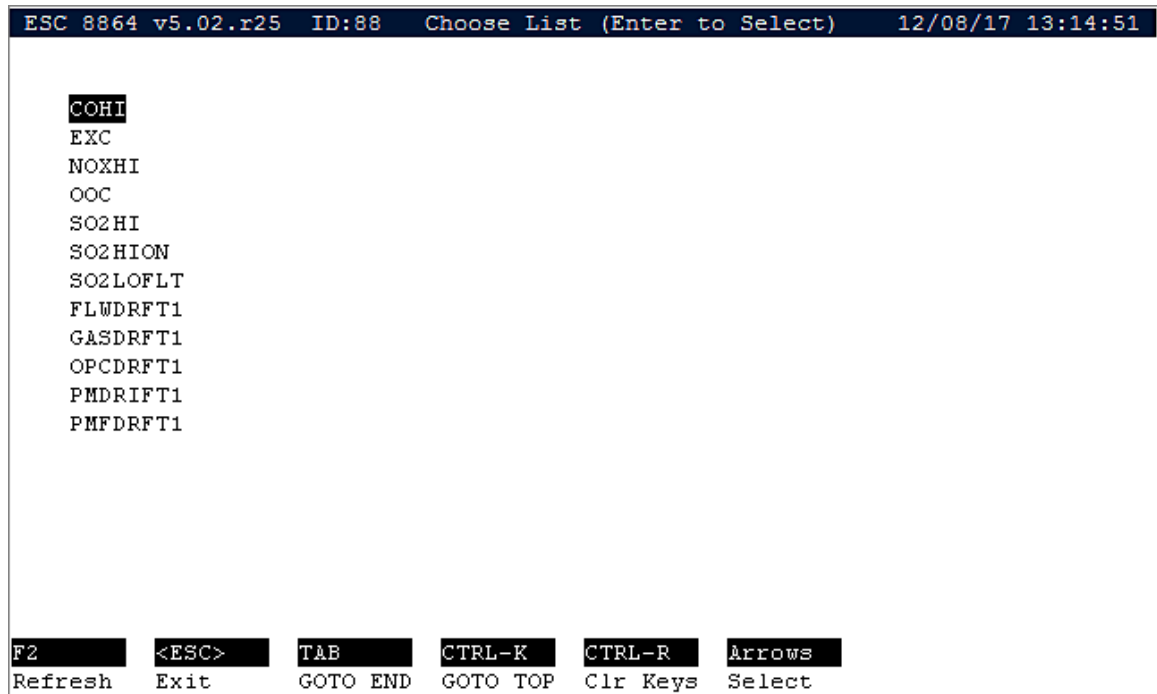 ESC 8864 v5.02.r25 ID:88 Choose List (Enter to Select) 12/08/17 13:14:51
COHI
EXC
NOXHI
OOC
SO2HI
SO2HION
SO2LOFLT
FLWDRFT1
GASDRFT1
OPCDRFT1
PMDRIFT1
PMFDRFT1
F2 <ESC> TAB CTRL-K CTRL-R Arrows
Refresh Exit GOTO END GOTO TOP Clr Keys Select